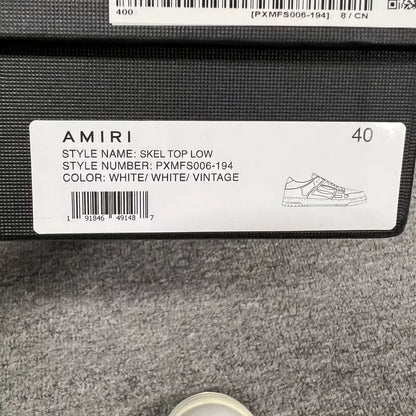 400 [PXMFS006-194] 8 / CN
AMIRI 40
STYLE NAME: SKEL TOP LOW
STYLE NUMBER: PXMFS006-194
COLOR: WHITE/ WHITE/ VINTAGE
1 91846 49148 7